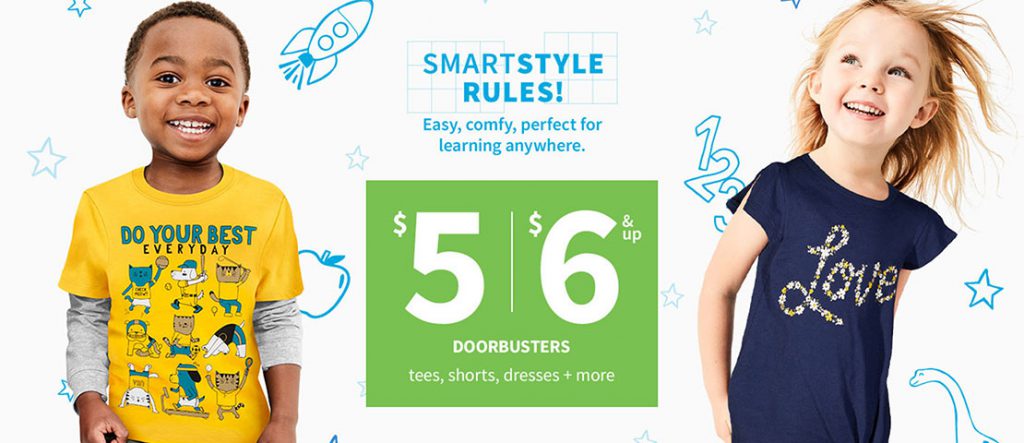 SMARTSTYLE
RULES!
Easy, comfy, perfect for
learning anywhere.
$5 | $6 & up
DOORBUSTERS
tees, shorts, dresses + more
DO YOUR BEST
EVERYDAY
Love
123